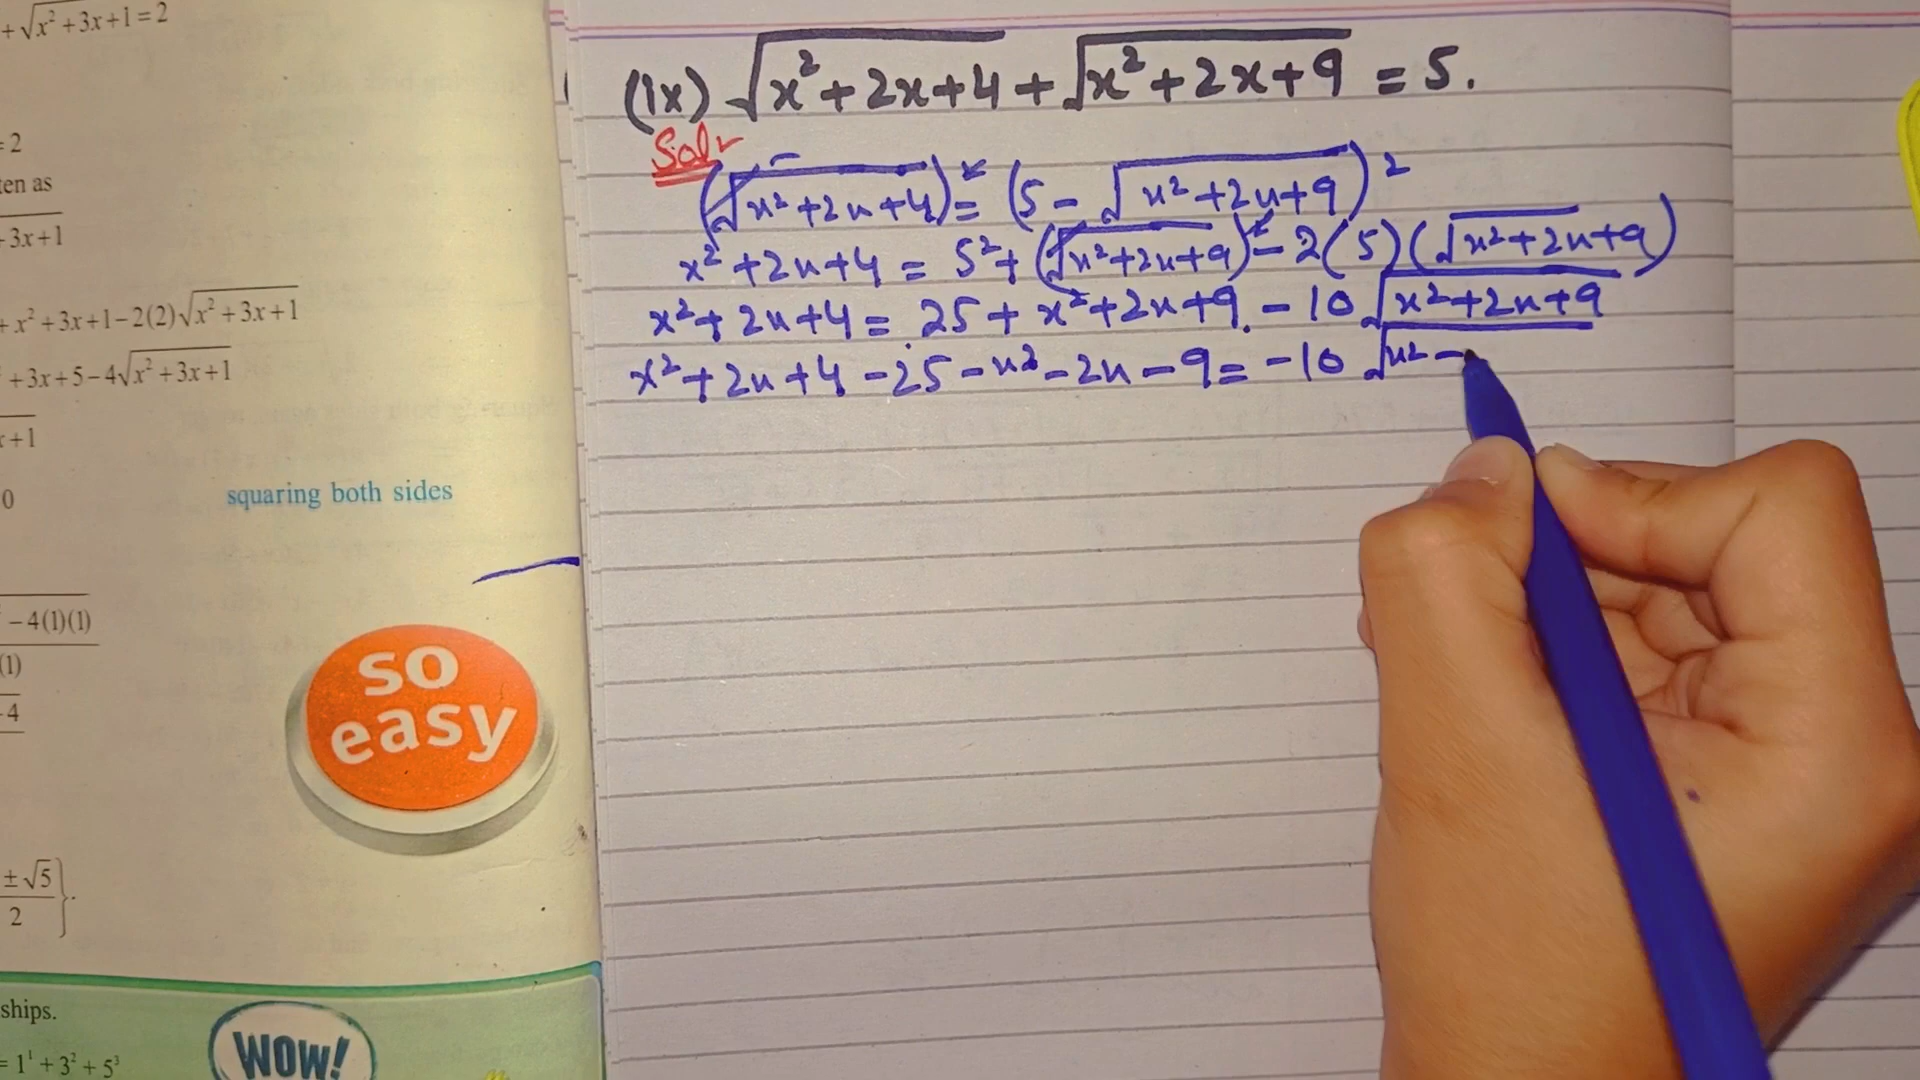 + √(x² + 3x + 1) = 2
= 2
ten as
3x+1
+ x² + 3x + 1 − 2(2)√(x² + 3x + 1)
+ 3x + 5 − 4√(x² + 3x + 1)
+1
0
squaring both sides
− 4(1)(1)
(1)
4
so
easy
± √5
2
}.
ships.
= 1¹ + 3² + 5³
WOW!
(ix) √(x² + 2x + 4) + √(x² + 2x + 9) = 5.
Sol:
(√(x² + 2x + 4))² = (5 − √(x² + 2x + 9))²
x² + 2x + 4 = 5² + (√(x² + 2x + 9))² − 2(5)(√(x² + 2x + 9))
x² + 2x + 4 = 25 + x² + 2x + 9 − 10√(x² + 2x + 9)
x² + 2x + 4 − 25 − x² − 2x − 9 = −10√(x² −